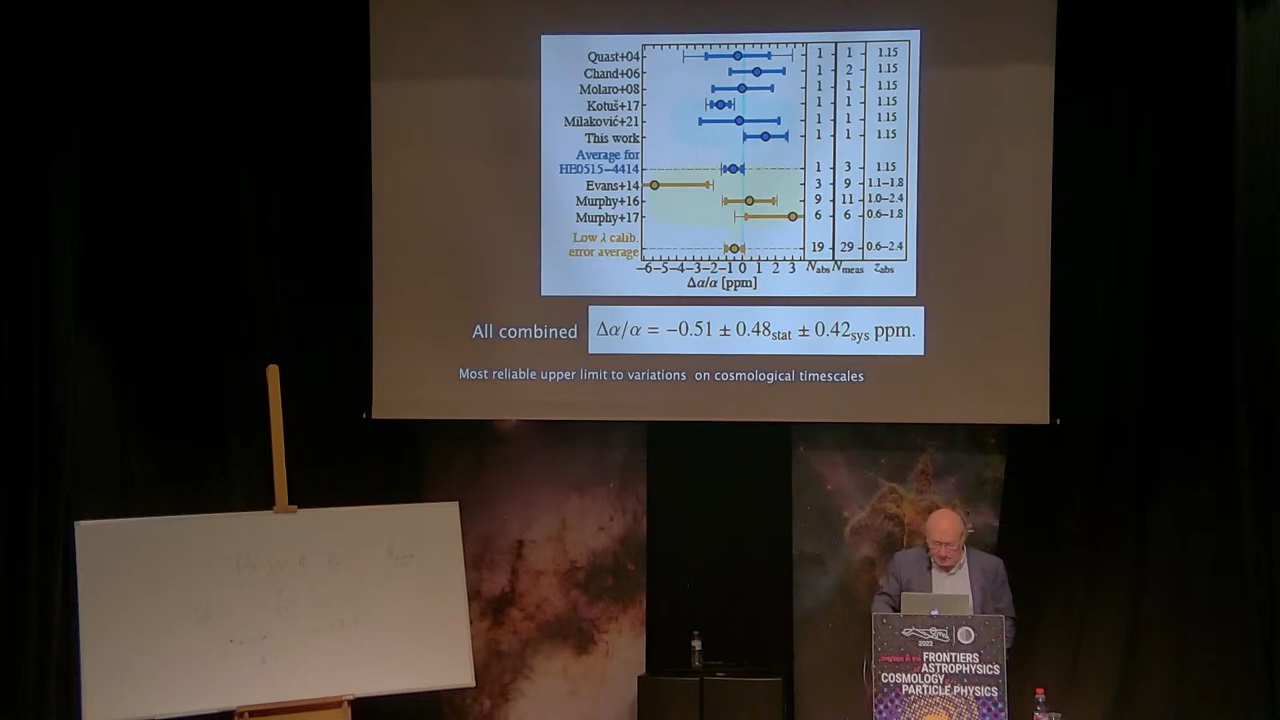 Quast+04 1 1 1.15
Chand+06 1 2 1.15
Molaro+08 1 1 1.15
Kotuš+17 1 1 1.15
Milaković+21 1 1 1.15
This work 1 1 1.15
Average for
HE0515−4414 1 3 1.15
Evans+14 3 9 1.1–1.8
Murphy+16 9 11 1.0–2.4
Murphy+17 6 6 0.6–1.8
Low λ calib.
error average 19 29 0.6–2.4
−6 −5 −4 −3 −2 −1 0 1 2 3 Nabs Nmeas zabs
Δα/α [ppm]
All combined Δα/α = −0.51 ± 0.48stat ± 0.42sys ppm.
Most reliable upper limit to variations on cosmological timescales
2022
FRONTIERS
ASTROPHYSICS
COSMOLOGY
PARTICLE PHYSICS